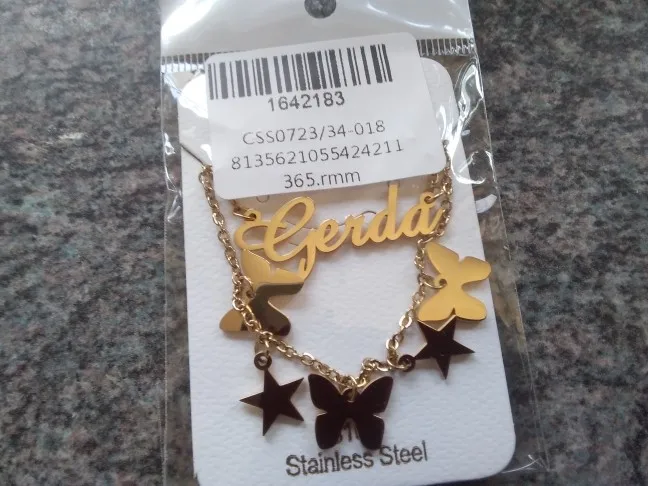 1642183
CSS0723/34-018
8135621055424211
365.rmm
Gerda
Stainless Steel